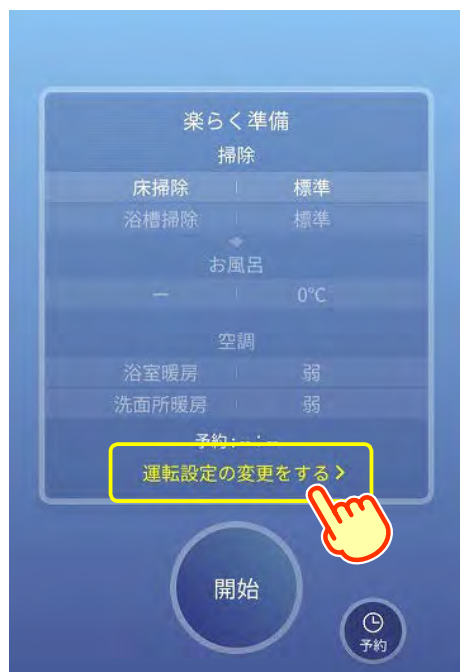 楽らく準備
掃除
床掃除 標準
浴槽掃除 標準
お風呂
ー 0℃
空調
浴室暖房 弱
洗面所暖房 弱
予約:--:--
運転設定の変更をする >
開始
予約